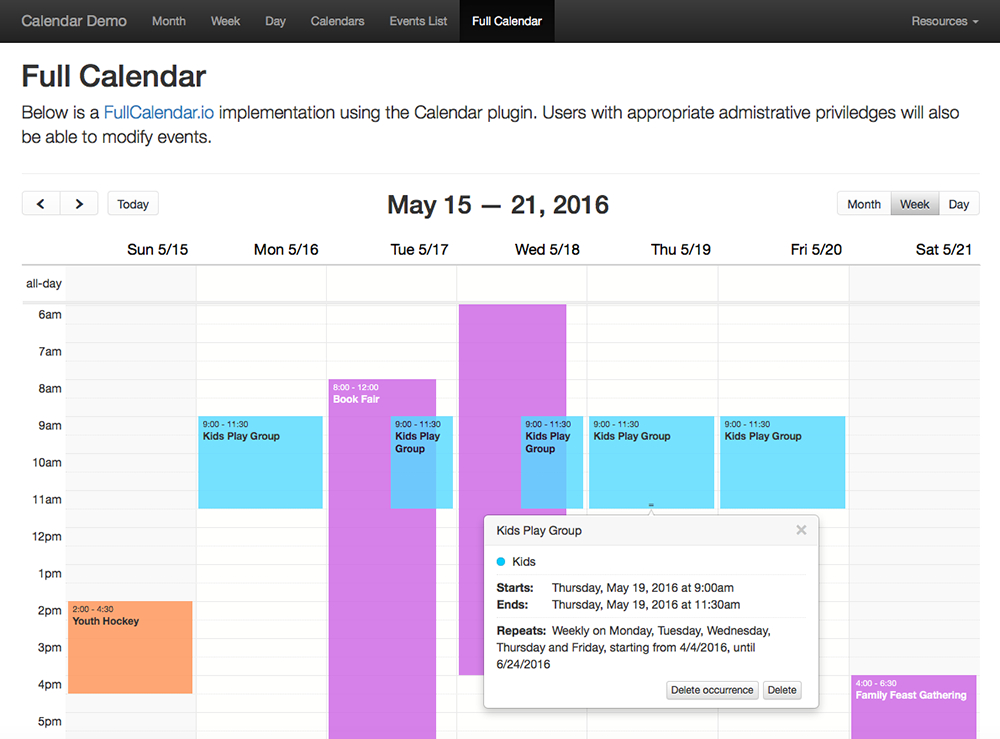 Calendar Demo Month Week Day Calendars Events List Full Calendar Resources
Full Calendar
Below is a FullCalendar.io implementation using the Calendar plugin. Users with appropriate admistrative priviledges will also
be able to modify events.
Today
May 15 — 21, 2016
Month Week Day
Sun 5/15 Mon 5/16 Tue 5/17 Wed 5/18 Thu 5/19 Fri 5/20 Sat 5/21
all-day
6am
7am
8am
8:00 - 12:00
Book Fair
9am
9:00 - 11:30 9:00 - 11:30 9:00 - 11:30 9:00 - 11:30 9:00 - 11:30
Kids Play Group Kids Play Kids Play Kids Play Group Kids Play Group
Group Group
10am
11am
12pm
Kids Play Group ×
Kids
1pm
Starts: Thursday, May 19, 2016 at 9:00am
Ends: Thursday, May 19, 2016 at 11:30am
2pm
2:00 - 4:30
Youth Hockey
Repeats: Weekly on Monday, Tuesday, Wednesday,
Thursday and Friday, starting from 4/4/2016, until
6/24/2016
3pm
4pm
4:00 - 6:30
Family Feast Gathering
Delete occurrence Delete
5pm